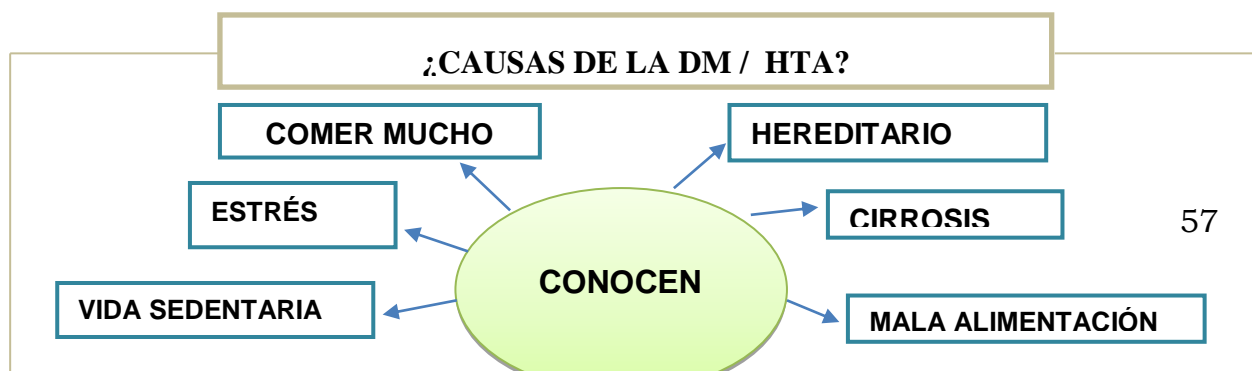 ¿CAUSAS DE LA DM / HTA?
COMER MUCHO
HEREDITARIO
ESTRÉS
CIRROSIS
57
CONOCEN
VIDA SEDENTARIA
MALA ALIMENTACIÓN